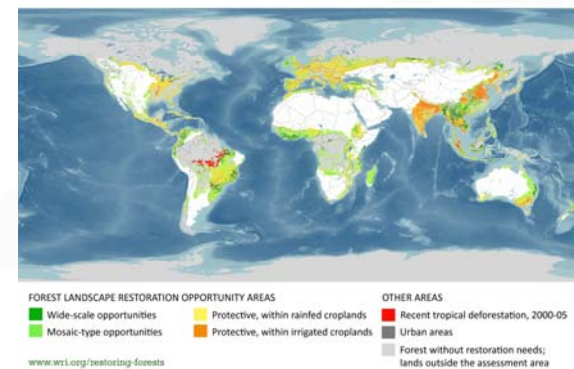 FOREST LANDSCAPE RESTORATION OPPORTUNITY AREAS
Wide-scale opportunities
Mosaic-type opportunities
Protective, within rainfed croplands
Protective, within irrigated croplands
OTHER AREAS
Recent tropical deforestation, 2000-05
Urban areas
Forest without restoration needs;
lands outside the assessment area
www.wri.org/restoring-forests